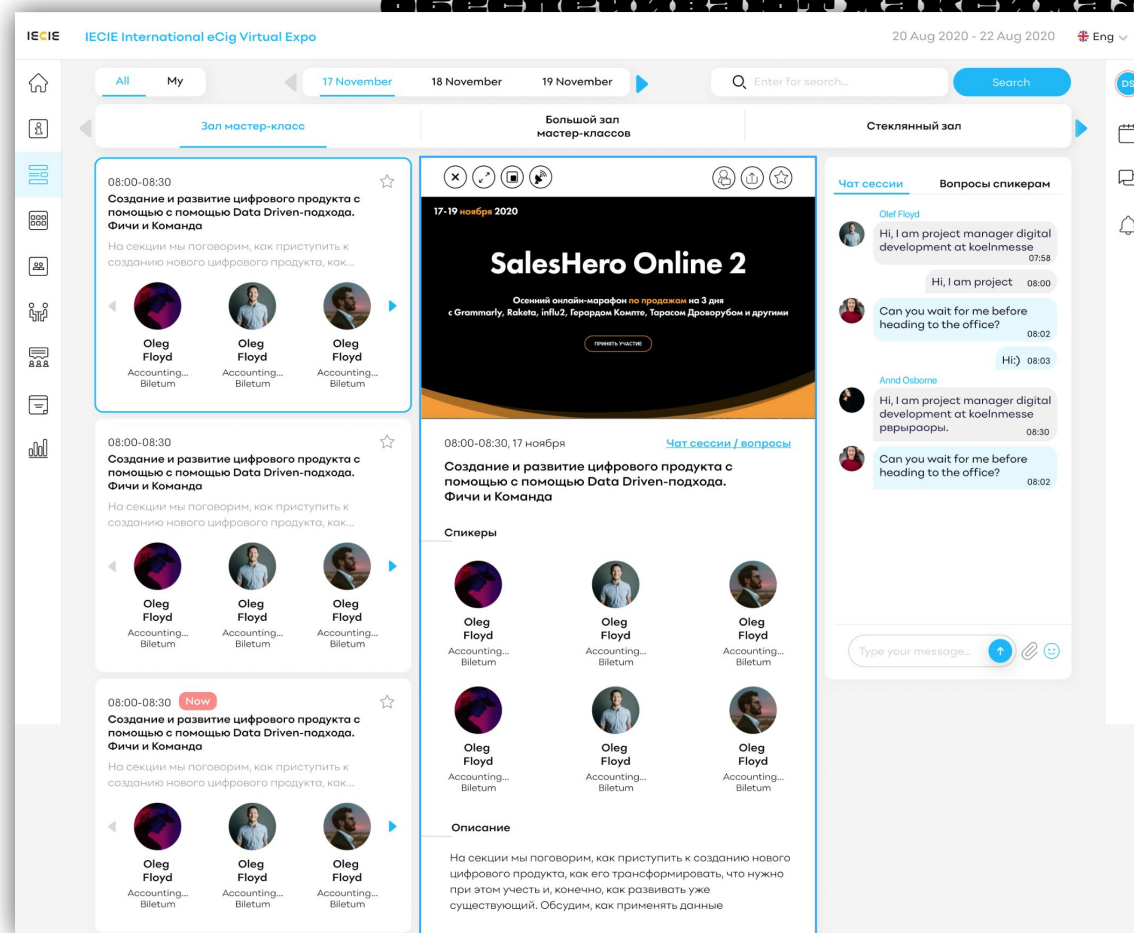 обеспечивают максимал
IECIE
IECIE International eCig Virtual Expo
20 Aug 2020 - 22 Aug 2020
Eng
All
My
17 November
18 November
19 November
Enter for search...
Search
DS
Зал мастер-класс
Большой зал
мастер-классов
Стеклянный зал
08:00-08:30
Создание и развитие цифрового продукта с
помощью с помощью Data Driven-подхода.
Фичи и Команда
На секции мы поговорим, как приступить к
созданию нового цифрового продукта, как...
Oleg
Floyd
Accounting...
Biletum
Oleg
Floyd
Accounting...
Biletum
Oleg
Floyd
Accounting...
Biletum
08:00-08:30
Создание и развитие цифрового продукта с
помощью с помощью Data Driven-подхода.
Фичи и Команда
На секции мы поговорим, как приступить к
созданию нового цифрового продукта, как...
Oleg
Floyd
Accounting...
Biletum
Oleg
Floyd
Accounting...
Biletum
Oleg
Floyd
Accounting...
Biletum
08:00-08:30 Now
Создание и развитие цифрового продукта с
помощью с помощью Data Driven-подхода.
Фичи и Команда
На секции мы поговорим, как приступить к
созданию нового цифрового продукта, как...
Oleg
Floyd
Accounting...
Biletum
Oleg
Floyd
Accounting...
Biletum
Oleg
Floyd
Accounting...
Biletum
17-19 ноября 2020
SalesHero Online 2
Осенний онлайн-марафон по продажам на 3 дня
с Grammarly, Raketa, influ2, Герардом Компте, Тарасом Дроворубом и другими
ПРИНЯТЬ УЧАСТИЕ
08:00-08:30, 17 ноября
Чат сессии / вопросы
Создание и развитие цифрового продукта с
помощью с помощью Data Driven-подхода.
Фичи и Команда
Спикеры
Oleg
Floyd
Accounting...
Biletum
Oleg
Floyd
Accounting...
Biletum
Oleg
Floyd
Accounting...
Biletum
Oleg
Floyd
Accounting...
Biletum
Oleg
Floyd
Accounting...
Biletum
Oleg
Floyd
Accounting...
Biletum
Описание
На секции мы поговорим, как приступить к созданию нового
цифрового продукта, как его трансформировать, что нужно
при этом учесть и, конечно, как развивать уже
существующий. Обсудим, как применять данные
Чат сессии
Вопросы спикерам
Olef Floyd
Hi, I am project manager digital
development at koelnmesse
07:58
Hi, I am project 08:00
Can you wait for me before
heading to the office?
08:02
Hi:) 08:03
Annd Osborne
Hi, I am project manager digital
development at koelnmesse
рврыраоры.
08:30
Can you wait for me before
heading to the office?
08:02
Type your message...